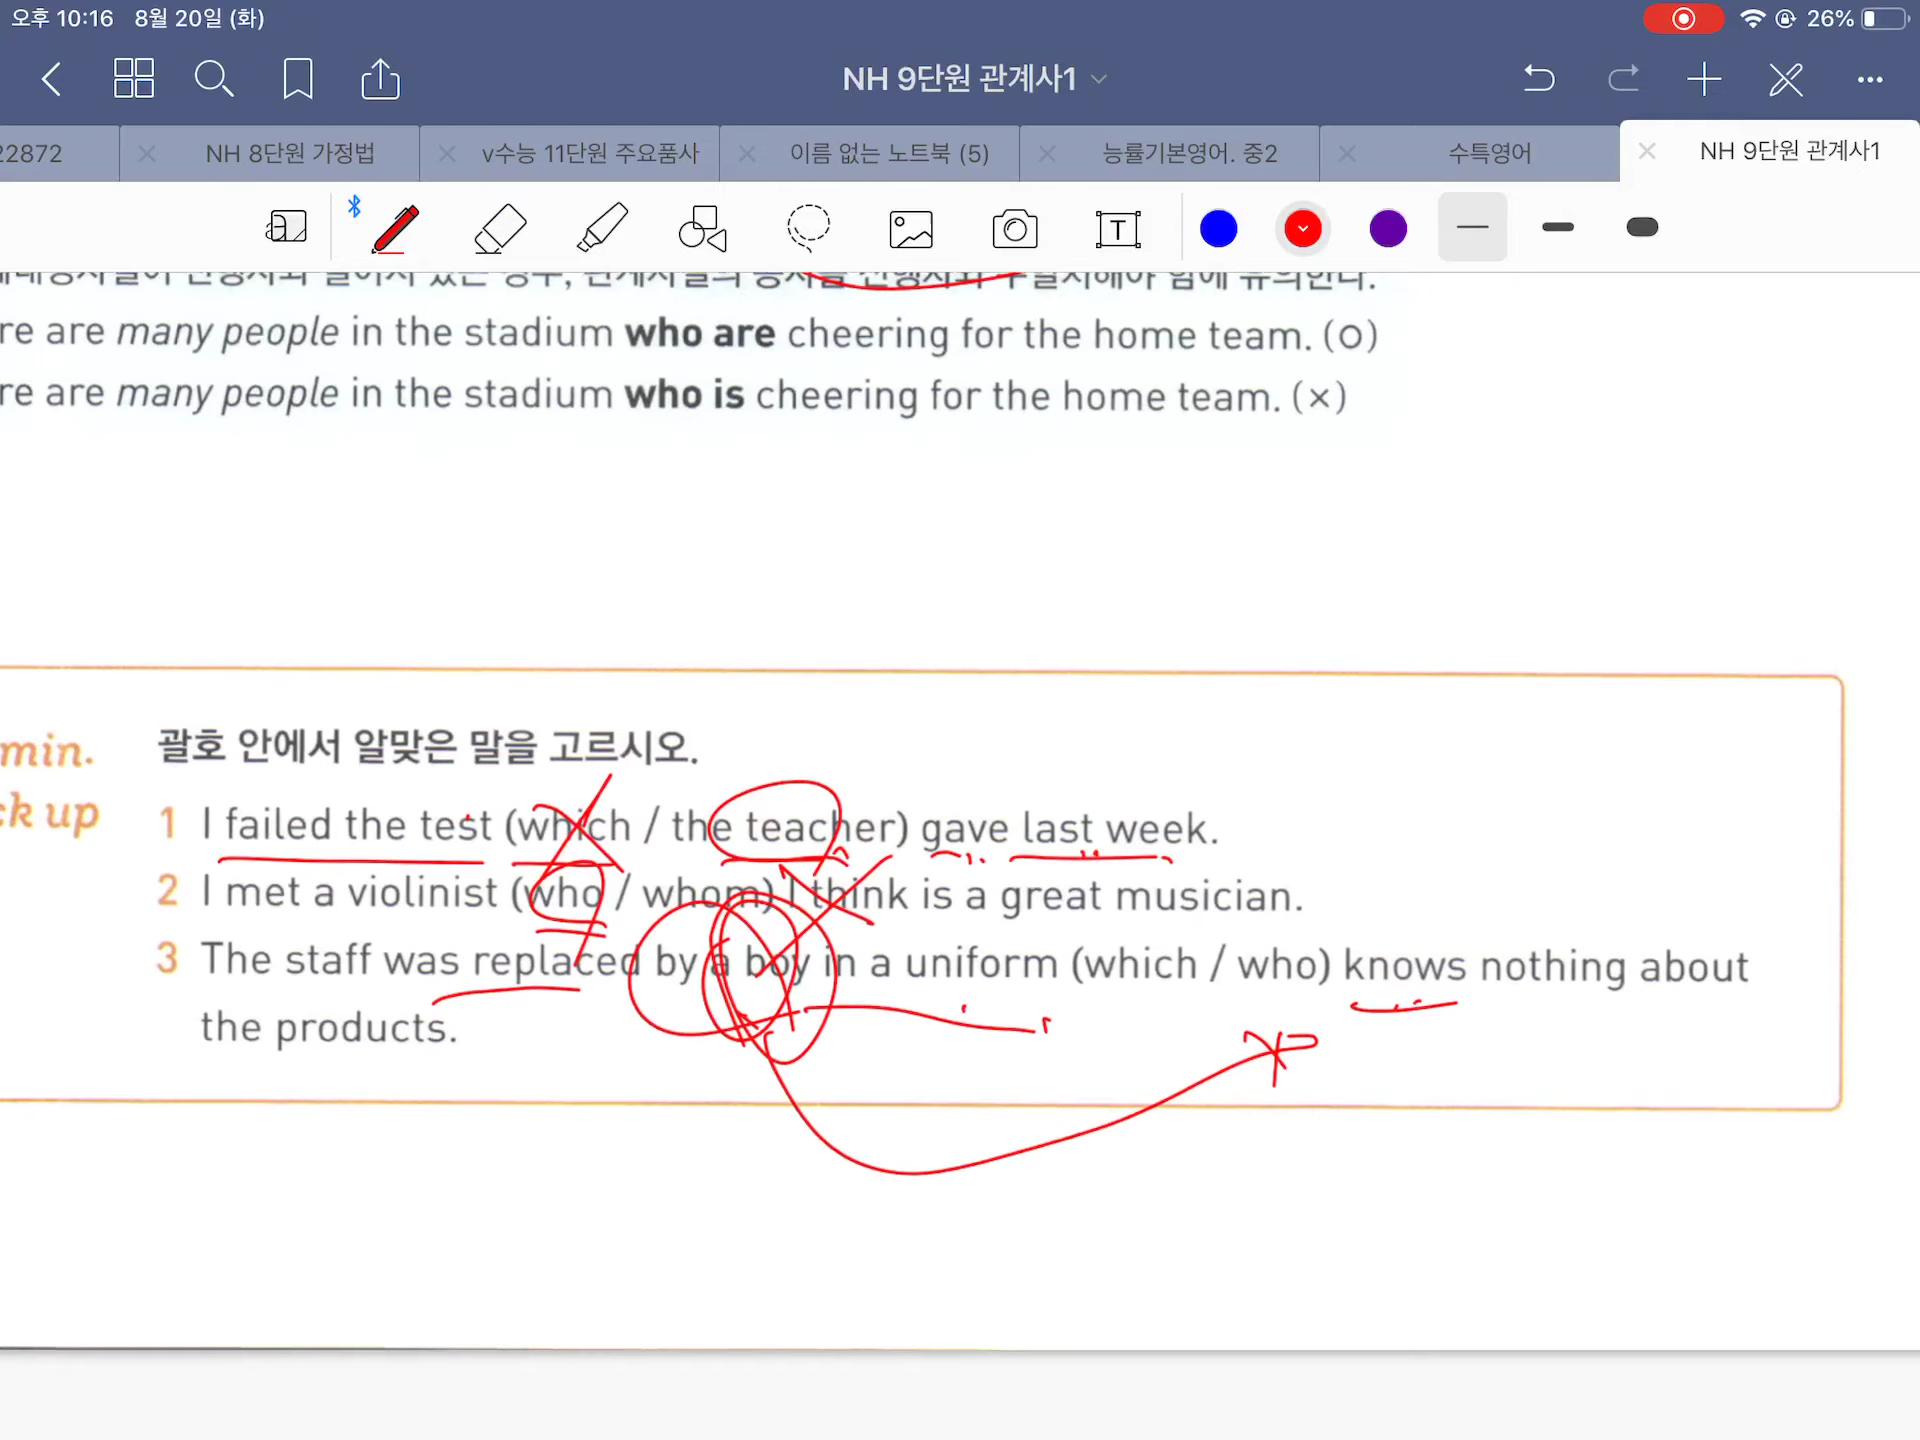 오후 10:16 8월 20일 (화) 26%
NH 9단원 관계사1
22872 NH 8단원 가정법 v수능 11단원 주요품사 이름 없는 노트북 (5) 능률기본영어. 중2 수특영어 NH 9단원 관계사1
T
유의한다.
re are many people in the stadium who are cheering for the home team. (O)
re are many people in the stadium who is cheering for the home team. (×)
min. 괄호 안에서 알맞은 말을 고르시오.
ck up 1 I failed the test (which / the teacher) gave last week.
2 I met a violinist (who / whom) I think is a great musician.
3 The staff was replaced by a boy in a uniform (which / who) knows nothing about
the products.